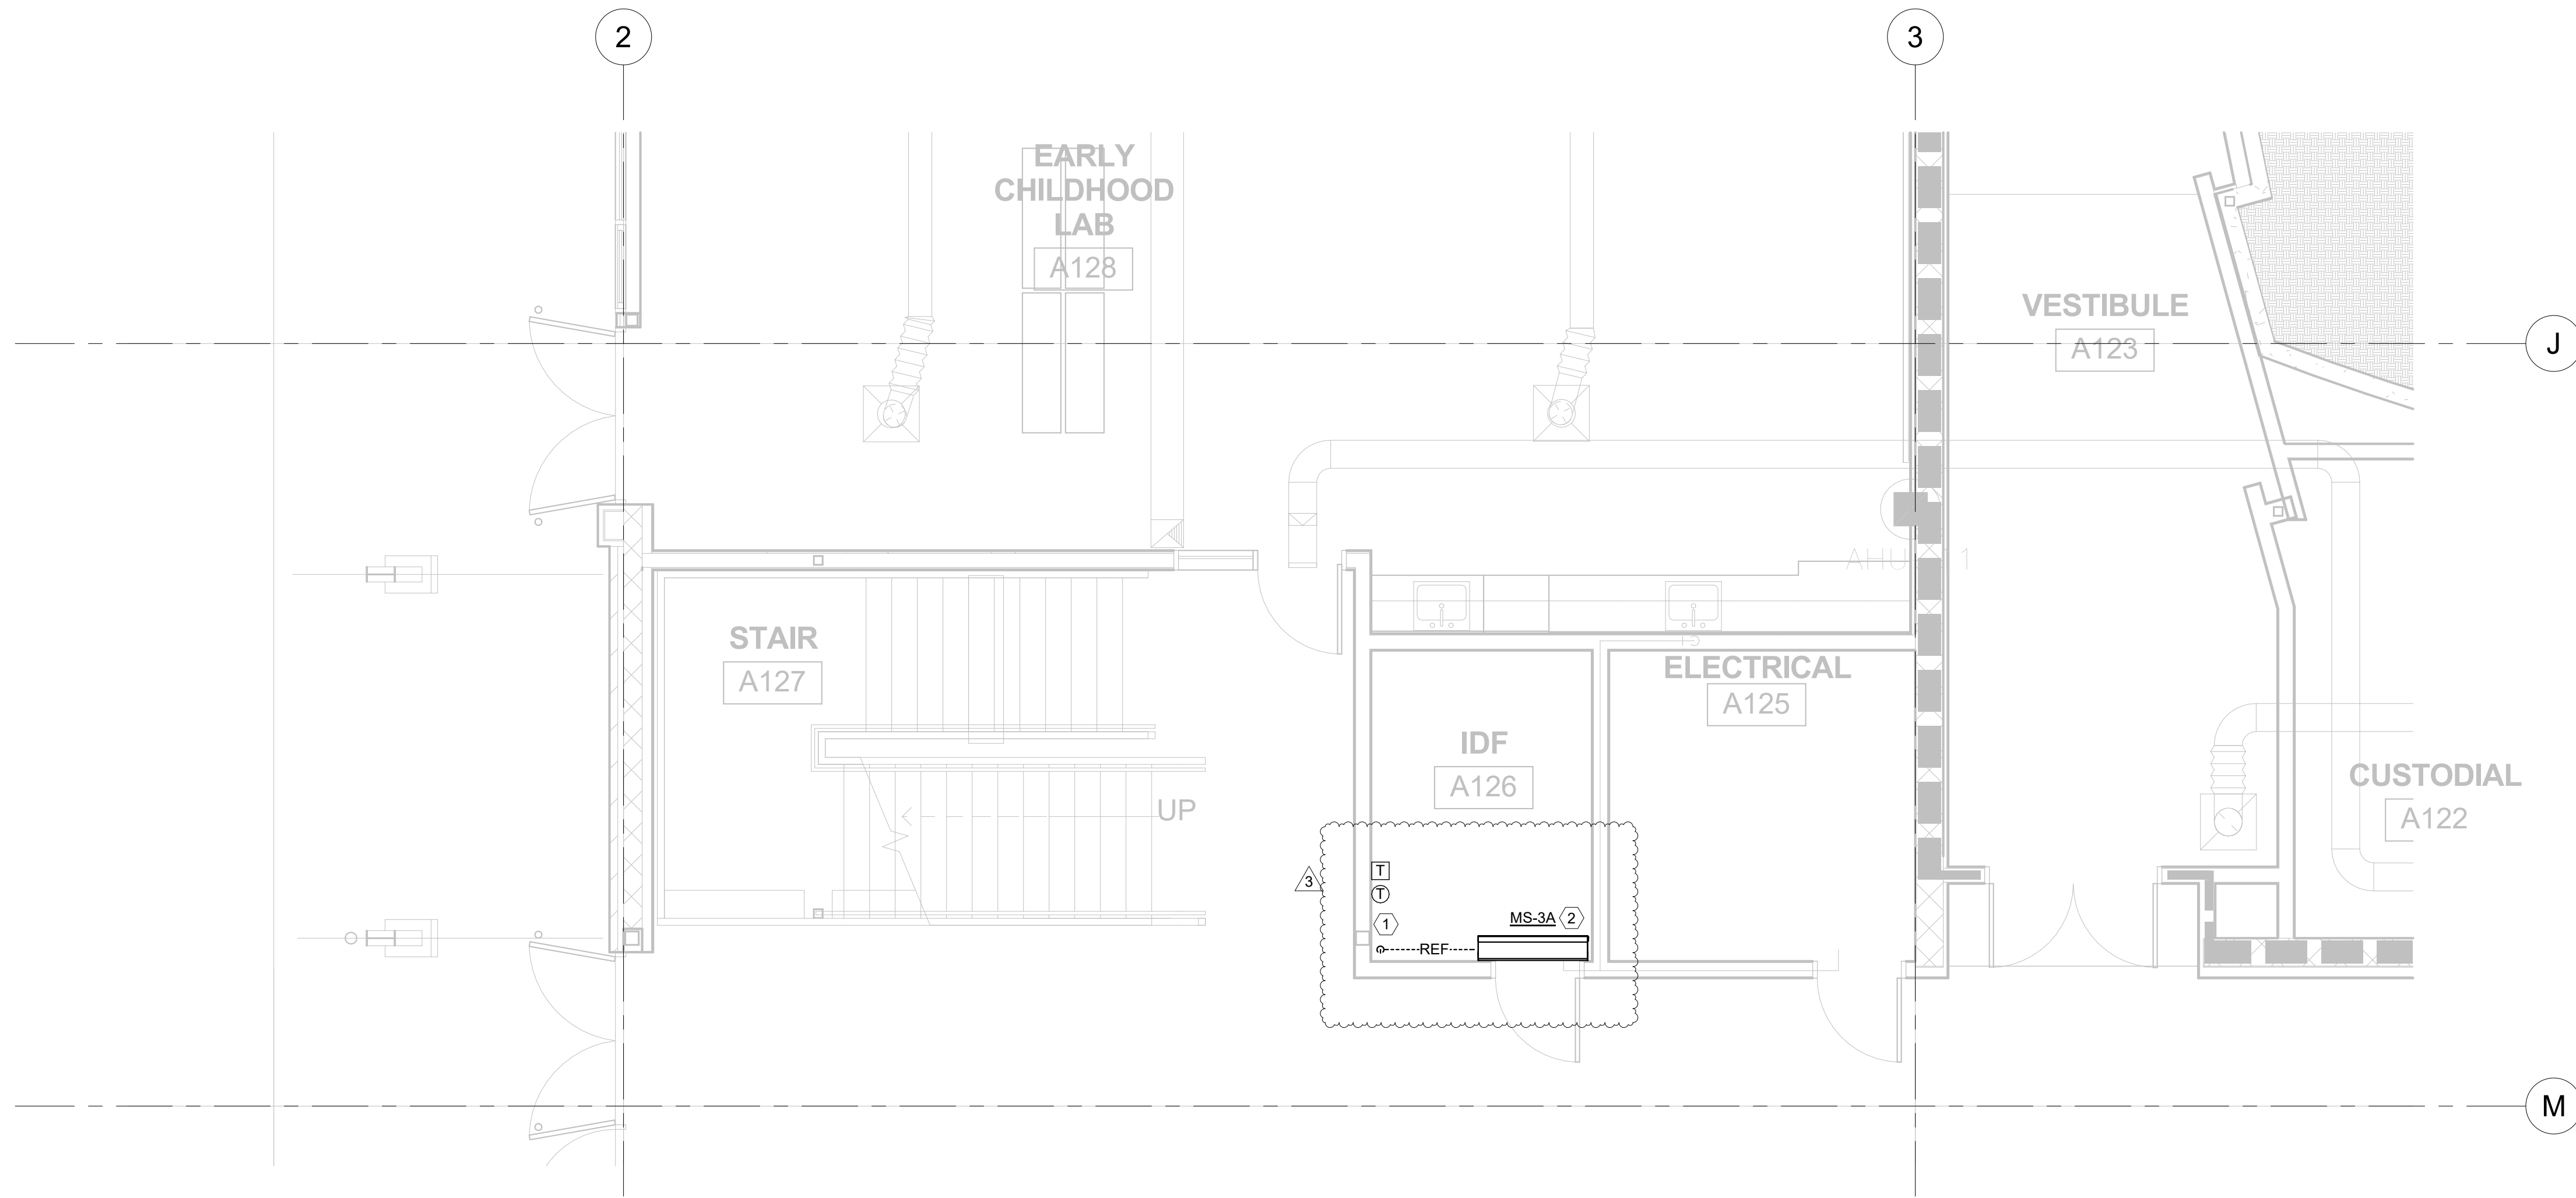 2
3
EARLY
CHILDHOOD
LAB
A128
VESTIBULE
A123
J
STAIR
A127
ELECTRICAL
A125
IDF
A126
UP
CUSTODIAL
A122
T
3
T
1
MS-3A
2
REF
M